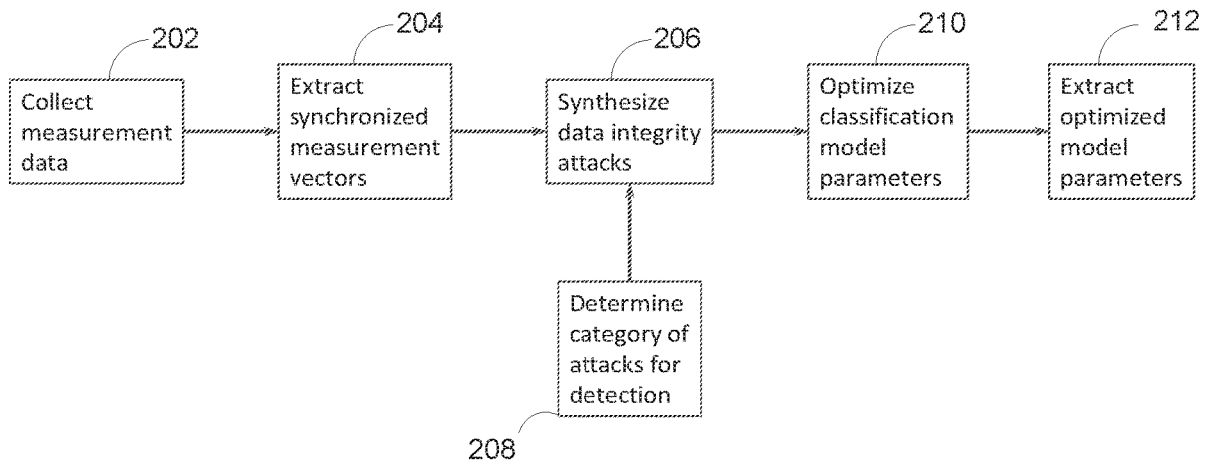 202
Collect
measurement
data
204
Extract
synchronized
measurement
vectors
206
Synthesize
data integrity
attacks
210
Optimize
classification
model
parameters
212
Extract
optimized
model
parameters
Determine
category of
attacks for
detection
208